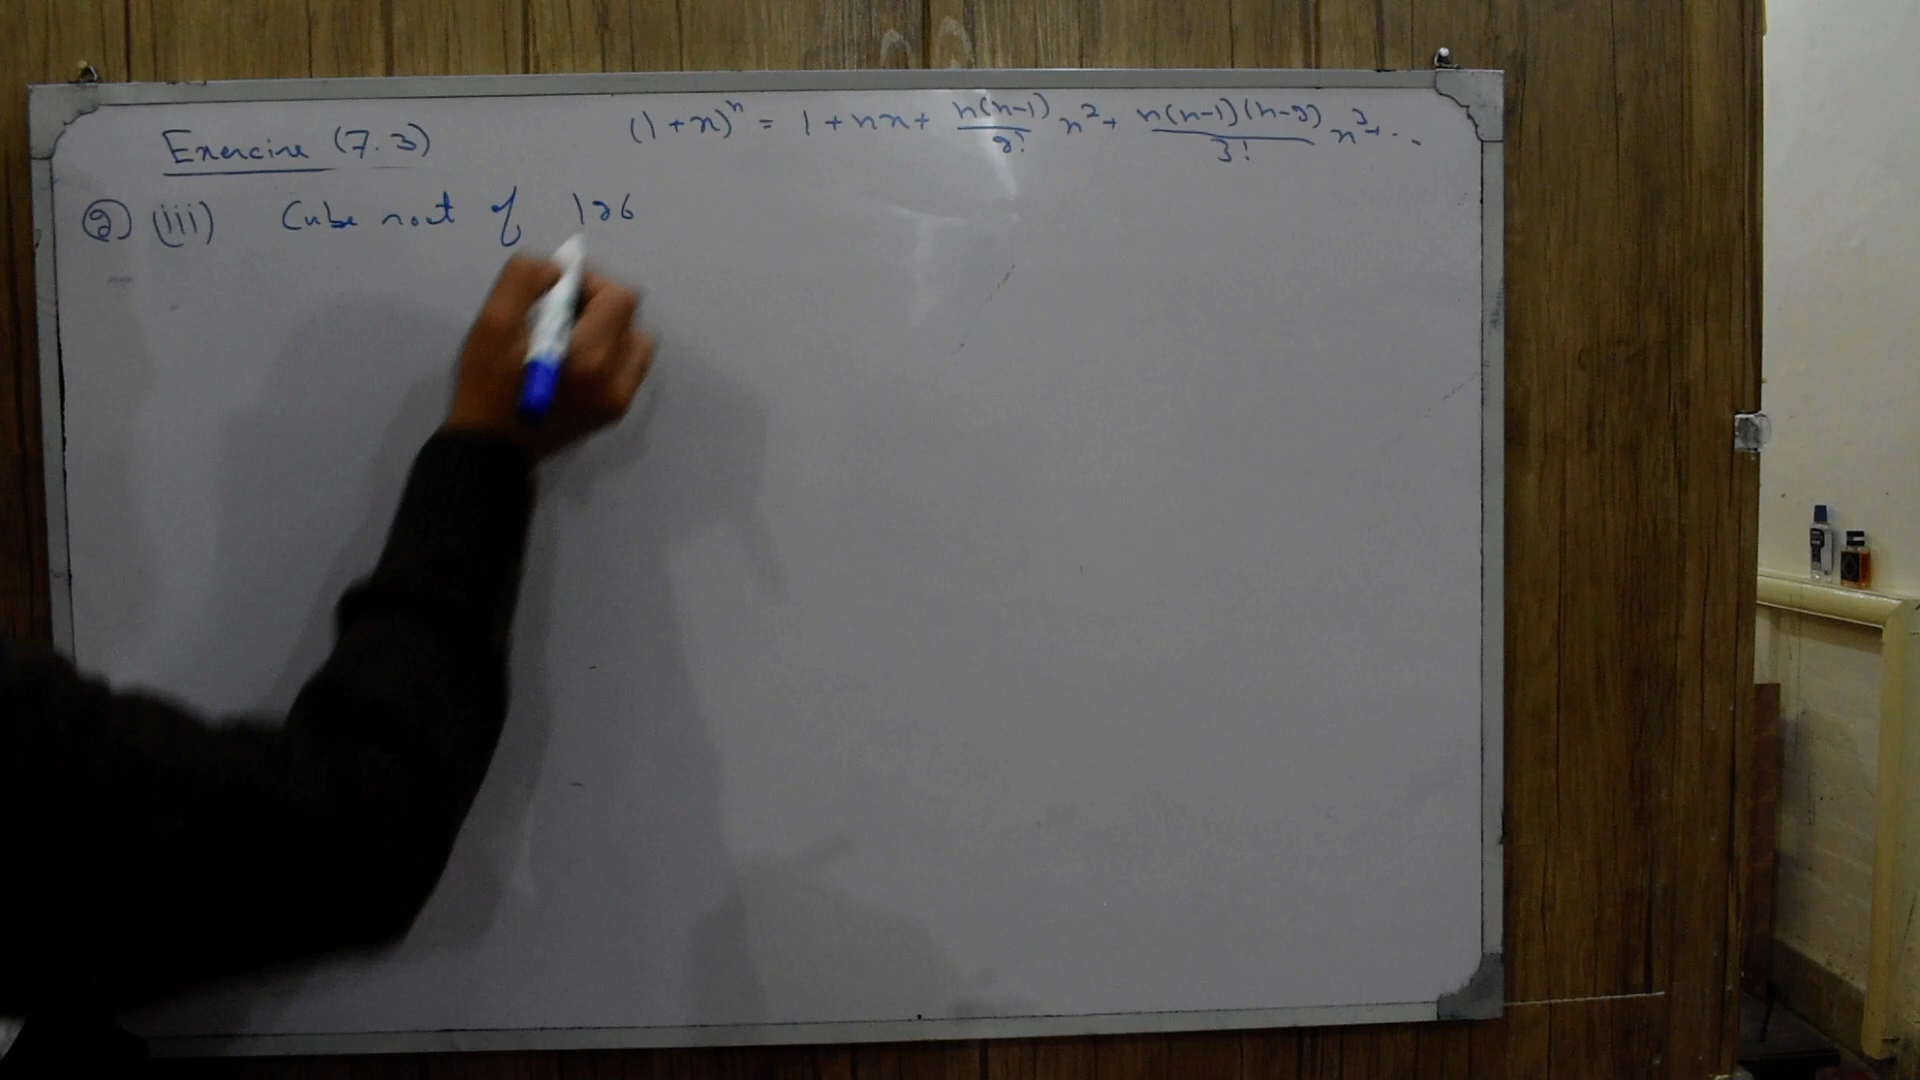 Exercise (7.3)
(1+x)^n = 1 + nx + n(n-1)/2! x^2 + n(n-1)(n-2)/3! x^3 + ...
② (iii) Cube root of 126